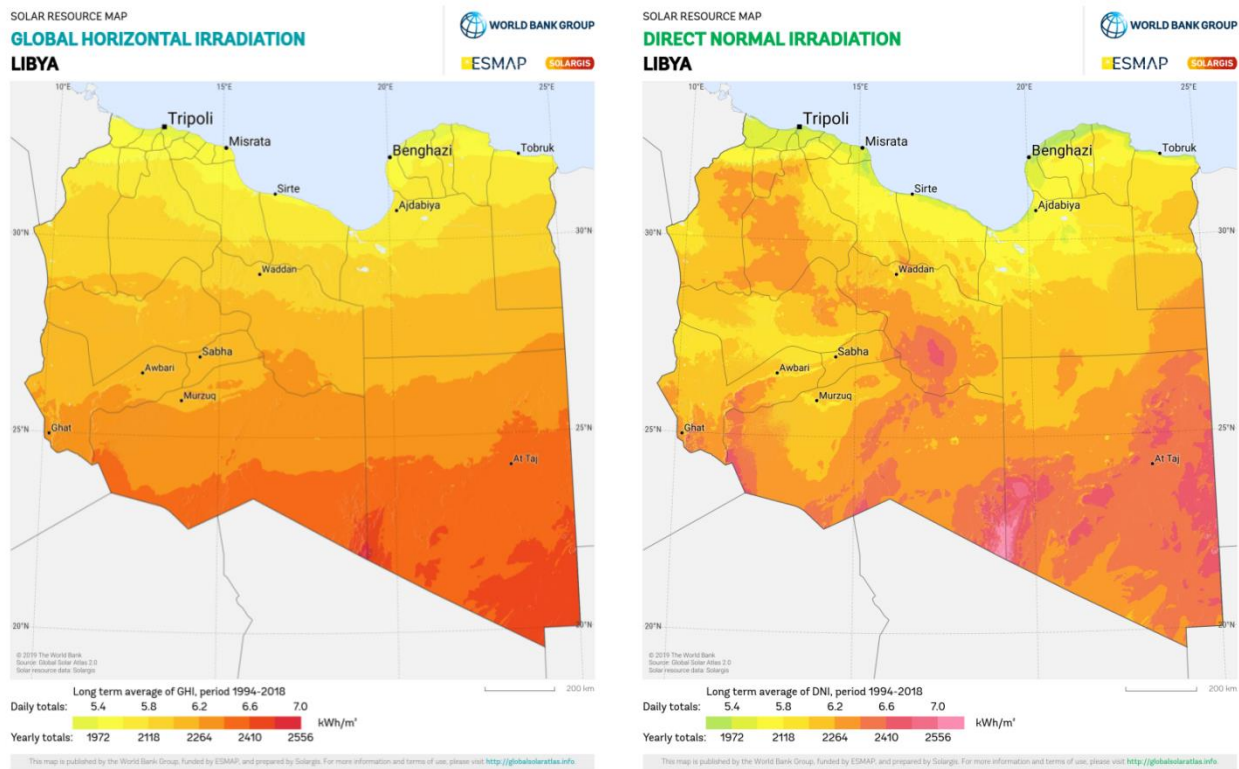 SOLAR RESOURCE MAP
GLOBAL HORIZONTAL IRRADIATION
LIBYA
WORLD BANK GROUP
ESMAP
SOLARGIS
10°E
15°E
20°E
25°E
Tripoli
Misrata
Benghazi
Tobruk
Sirte
Ajdabiya
30°N
30°N
Waddan
Sabha
Awbari
Murzuq
25°N
25°N
Ghat
At Taj
20°N
20°N
© 2019 The World Bank
Source: Global Solar Atlas 2.0
Solar resource data: Solargis
Long term average of GHI, period 1994-2018
200 km
Daily totals: 5.4 5.8 6.2 6.6 7.0
kWh/m²
Yearly totals: 1972 2118 2264 2410 2556
This map is published by the World Bank Group, funded by ESMAP, and prepared by Solargis. For more information and terms of use, please visit http://globalsolaratlas.info.
SOLAR RESOURCE MAP
DIRECT NORMAL IRRADIATION
LIBYA
WORLD BANK GROUP
ESMAP
SOLARGIS
10°E
15°E
20°E
25°E
Tripoli
Misrata
Benghazi
Tobruk
Sirte
Ajdabiya
30°N
30°N
Waddan
Sabha
Awbari
Murzuq
25°N
25°N
Ghat
At Taj
20°N
20°N
© 2019 The World Bank
Source: Global Solar Atlas 2.0
Solar resource data: Solargis
Long term average of DNI, period 1994-2018
200 km
Daily totals: 5.4 5.8 6.2 6.6 7.0
kWh/m²
Yearly totals: 1972 2118 2264 2410 2556
This map is published by the World Bank Group, funded by ESMAP, and prepared by Solargis. For more information and terms of use, please visit http://globalsolaratlas.info.